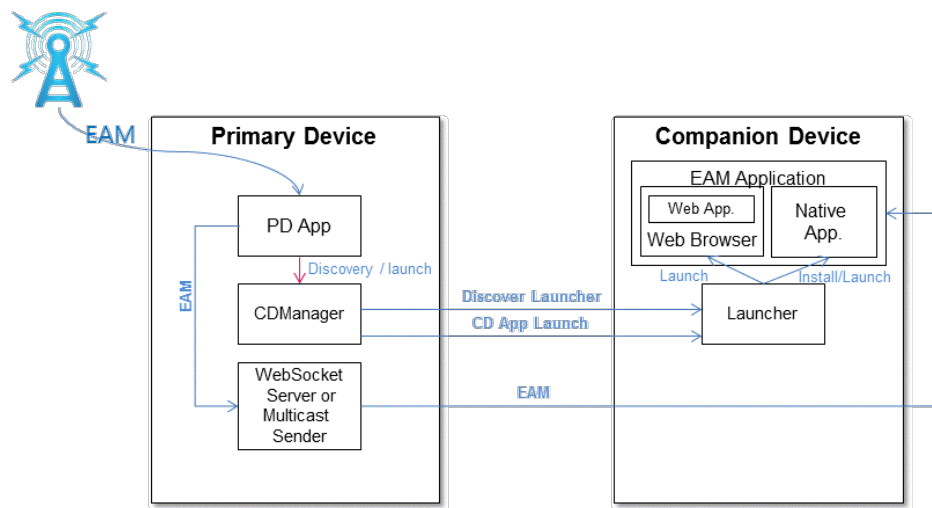 EAM
Primary Device
Companion Device
EAM Application
Web App.
Web Browser
Native
App.
PD App
Discovery / launch
Launch
Install/Launch
EAM
CDManager
Discover Launcher
CD App Launch
Launcher
WebSocket
Server or
Multicast
Sender
EAM